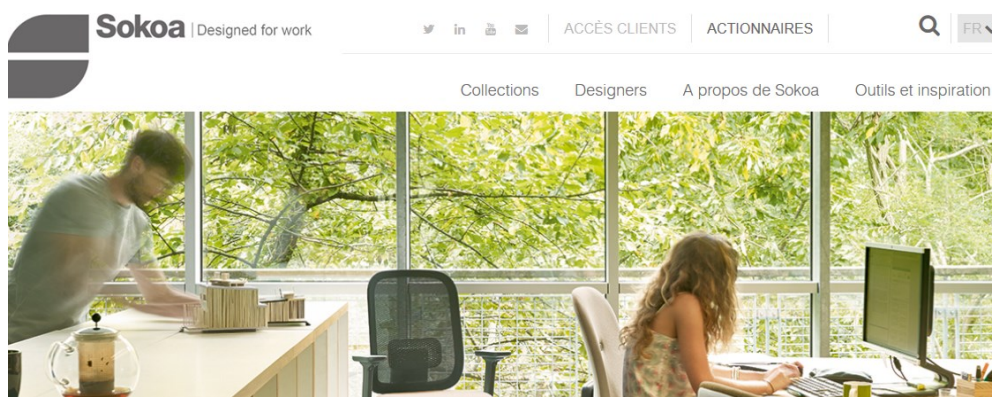 Sokoa | Designed for work
ACCÈS CLIENTS
ACTIONNAIRES
FR
Collections Designers A propos de Sokoa Outils et inspiration